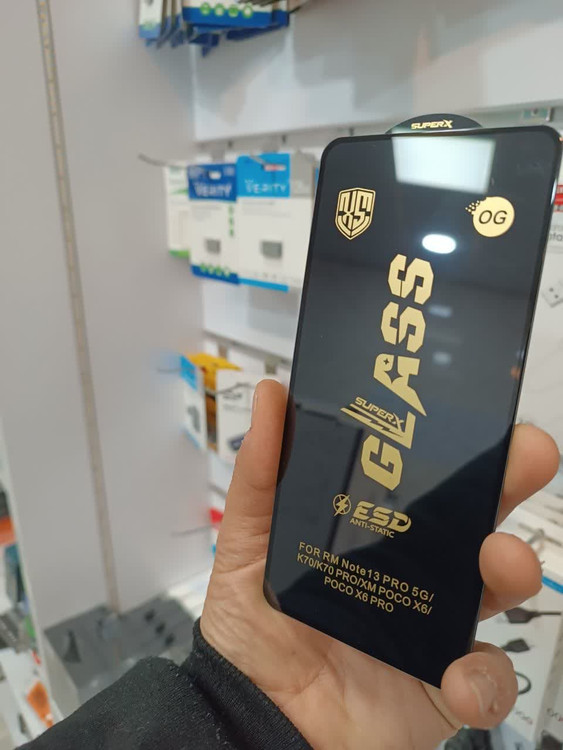 SUPERX
XS
OG
GLASS
SUPERX
ESD
ANTI-STATIC
FOR RM Note13 PRO 5G/
K70/K70 PRO/XM POCO X6/
POCO X6 PRO
VERITY
VERITY